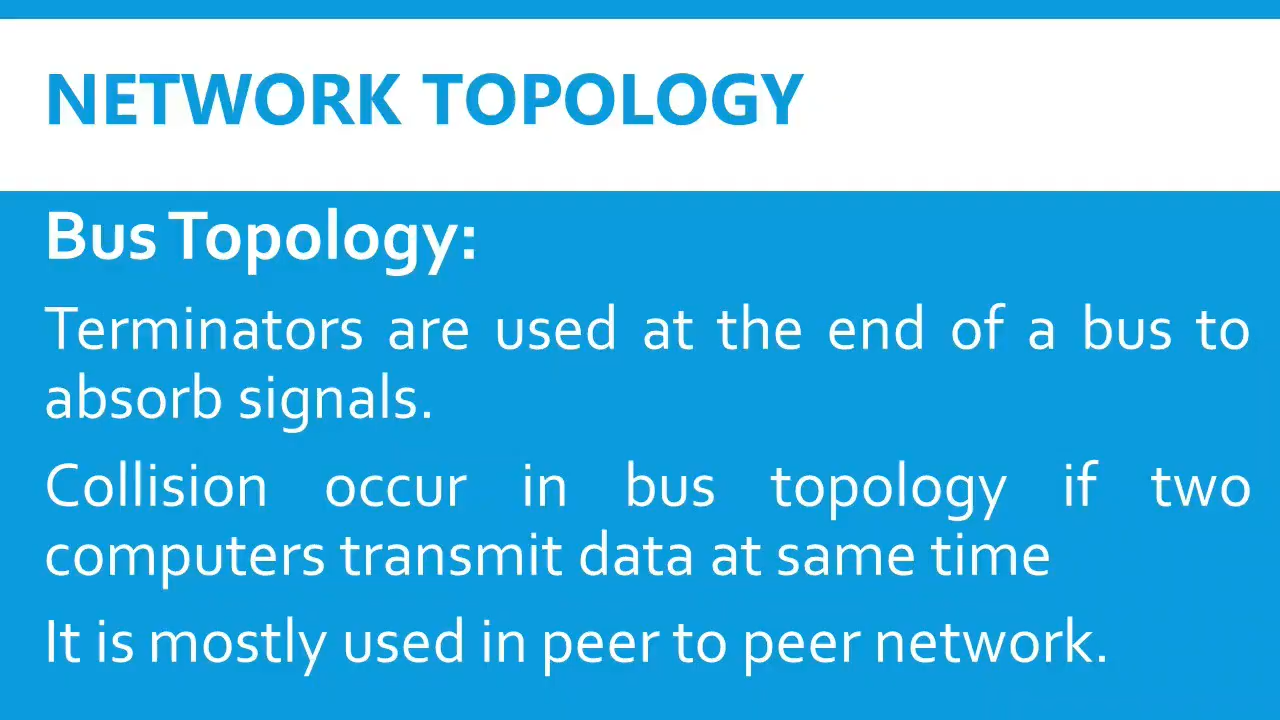 NETWORK TOPOLOGY
Bus Topology:
Terminators are used at the end of a bus to
absorb signals.
Collision occur in bus topology if two
computers transmit data at same time
It is mostly used in peer to peer network.